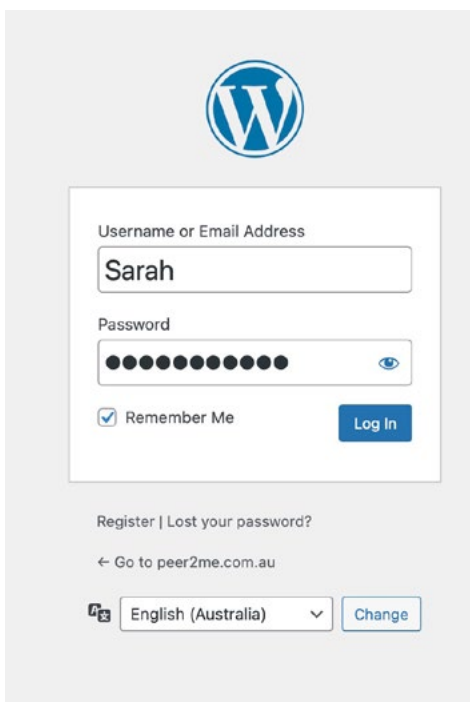 Username or Email Address
Sarah
Password
●●●●●●●●●●●
Remember Me
Log In
Register | Lost your password?
← Go to peer2me.com.au
English (Australia)
Change